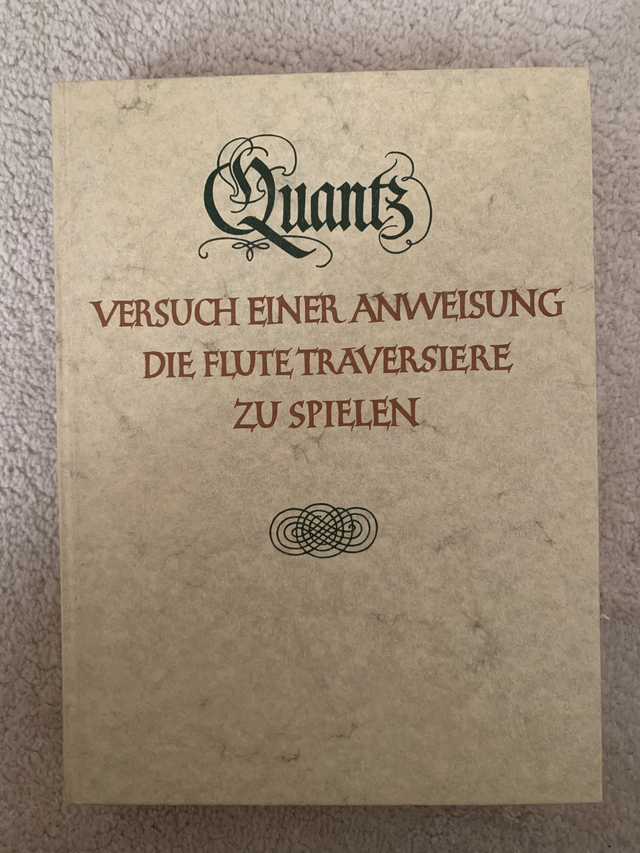 Quantz
VERSUCH EINER ANWEISUNG
DIE FLUTE TRAVERSIERE
ZU SPIELEN